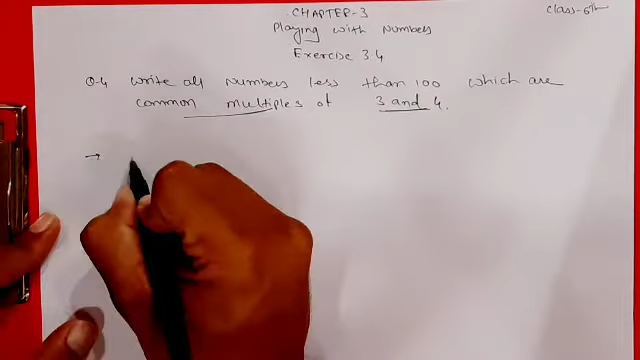 CHAPTER-3
Class-6th
Playing with Numbers
Exercise 3.4
Q.4 Write all Numbers less than 100 which are
common multiples of 3 and 4.
→